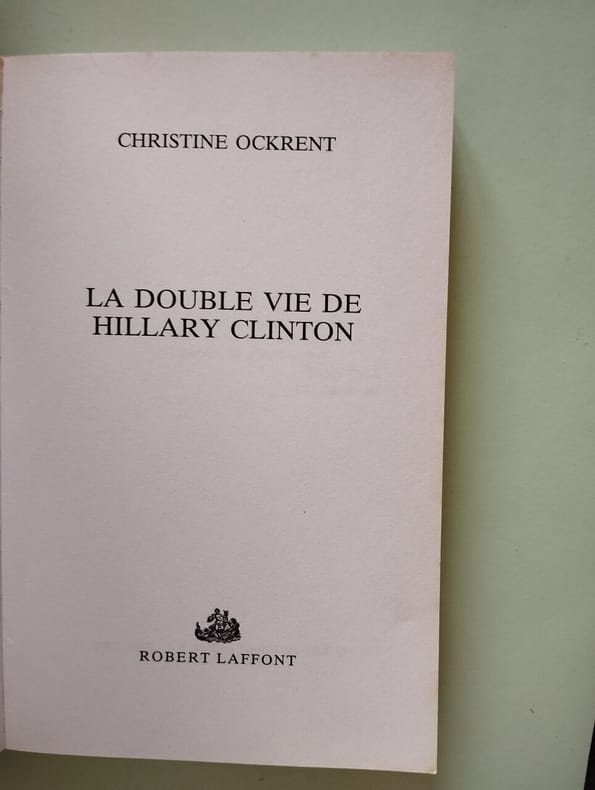 CHRISTINE OCKRENT
LA DOUBLE VIE DE
HILLARY CLINTON
ROBERT LAFFONT